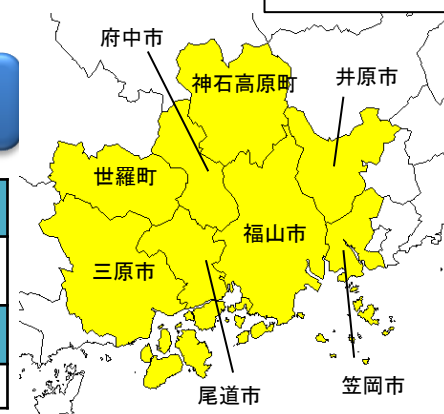 府中市
神石高原町
井原市
世羅町
福山市
三原市
尾道市
笠岡市